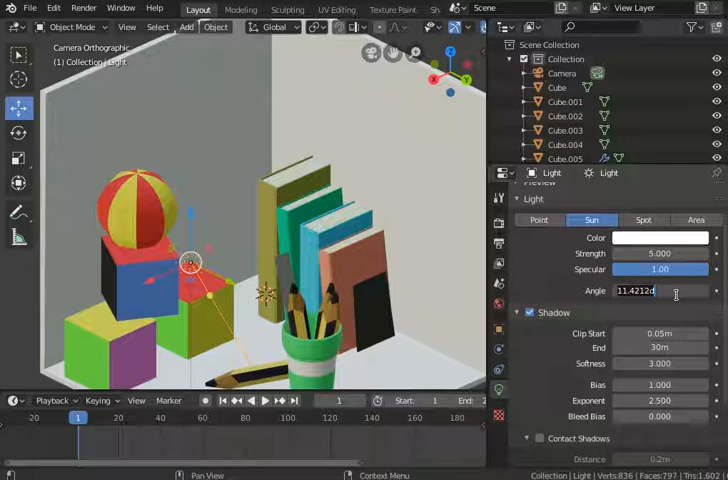 File Edit Render Window Help Layout Modeling Sculpting UV Editing Texture Paint Scene View Layer
Object Mode View Select Add Object Global
Camera Orthographic
(1) Collection | Light
Z
X
Y
Scene Collection
Collection
Camera
Cube
Cube.001
Cube.002
Cube.003
Cube.004
Cube.005
Light Light
Preview
Light
Point Sun Spot Area
Color
Strength 5.000
Specular 1.00
Angle 11.4212d
Shadow
Clip Start 0.05m
End 30m
Softness 3.000
Bias 1.000
Exponent 2.500
Bleed Bias 0.000
Contact Shadows
Distance 0.2m
Playback Keying View Marker 1 Start: 1
-20 1 20 40 60 80 100 120 140 160 180
Pan View Context Menu Collection | Light | Verts:836 | Faces:797 | Tris:1,602